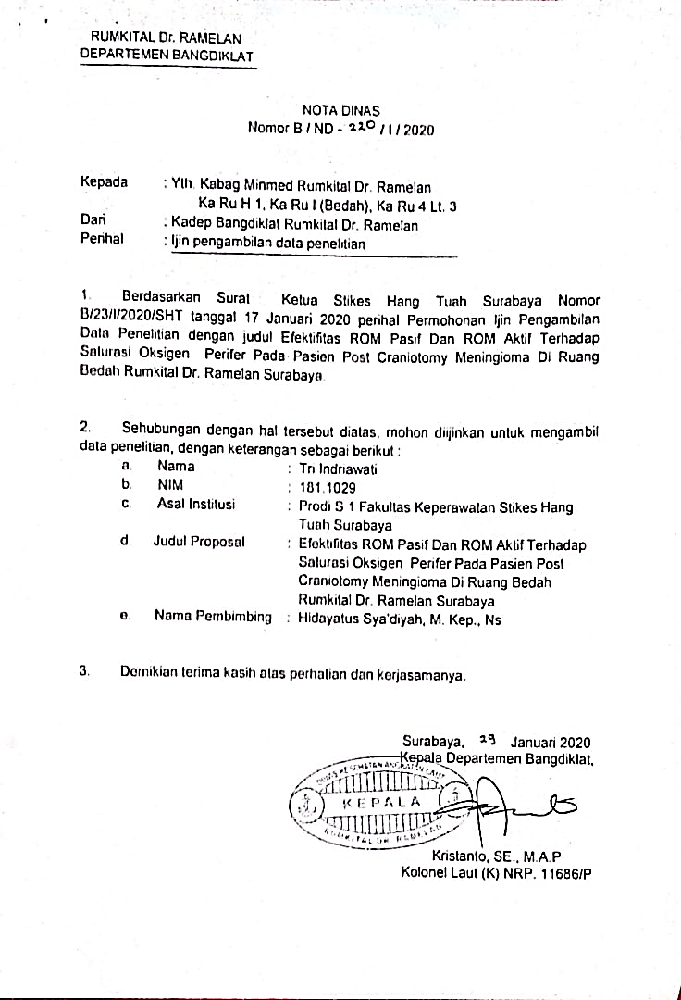 RUMKITAL Dr. RAMELAN
DEPARTEMEN BANGDIKLAT
NOTA DINAS
Nomor B / ND - 220 / I / 2020
Kepada : Yth. Kabag Minmed Rumkital Dr. Ramelan
Ka Ru H 1, Ka Ru I (Bedah), Ka Ru 4 Lt. 3
Dari : Kadep Bangdiklat Rumkital Dr. Ramelan
Perihal : Ijin pengambilan data penelitian
1. Berdasarkan Surat Ketua Stikes Hang Tuah Surabaya Nomor
B/23/I/2020/SHT tanggal 17 Januari 2020 perihal Permohonan Ijin Pengambilan
Data Penelitian dengan judul Efektifitas ROM Pasif Dan ROM Aktif Terhadap
Saturasi Oksigen Perifer Pada Pasien Post Craniotomy Meningioma Di Ruang
Bedah Rumkital Dr. Ramelan Surabaya.
2. Sehubungan dengan hal tersebut diatas, mohon diijinkan untuk mengambil
data penelitian, dengan keterangan sebagai berikut :
a. Nama : Tri Indriawati
b. NIM : 181.1029
c. Asal Institusi : Prodi S 1 Fakultas Keperawatan Stikes Hang
Tuah Surabaya
d. Judul Proposal : Efektifitas ROM Pasif Dan ROM Aktif Terhadap
Saturasi Oksigen Perifer Pada Pasien Post
Craniotomy Meningioma Di Ruang Bedah
Rumkital Dr. Ramelan Surabaya
e. Nama Pembimbing : Hidayatus Sya'diyah, M. Kep., Ns
3. Demikian terima kasih atas perhatian dan kerjasamanya.
Surabaya, 29 Januari 2020
Kepala Departemen Bangdiklat,
DINAS KESEHATAN ANGKATAN LAUT
KEPALA
RUMKITAL DR. RAMELAN
Kristanto, SE., M.A.P
Kolonel Laut (K) NRP. 11686/P